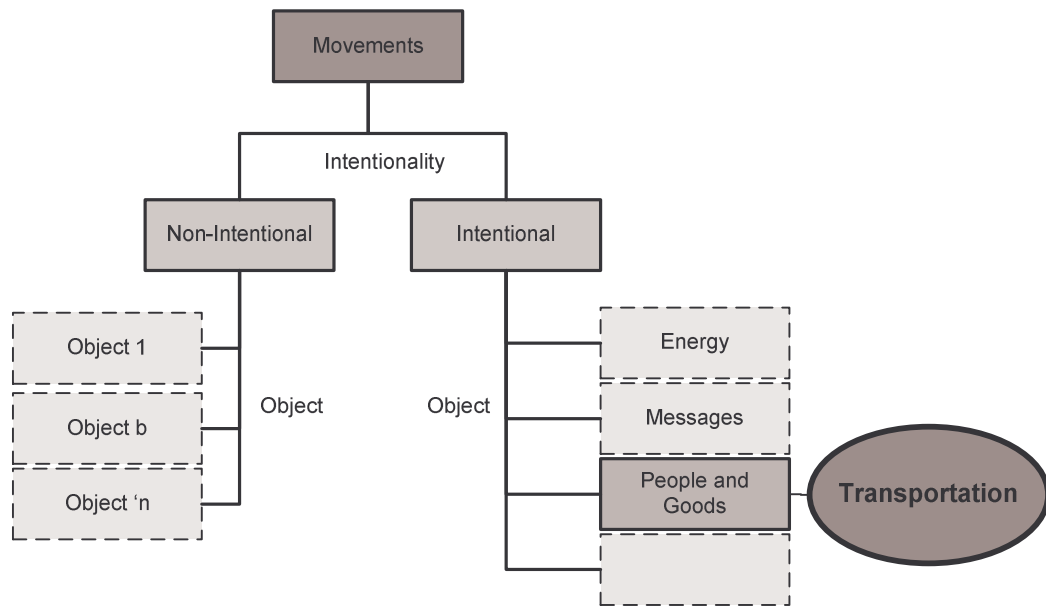 Movements
Intentionality
Non-Intentional
Intentional
Object 1
Energy
Object
Object
Object b
Messages
People and
Goods
Transportation
Object ‘n